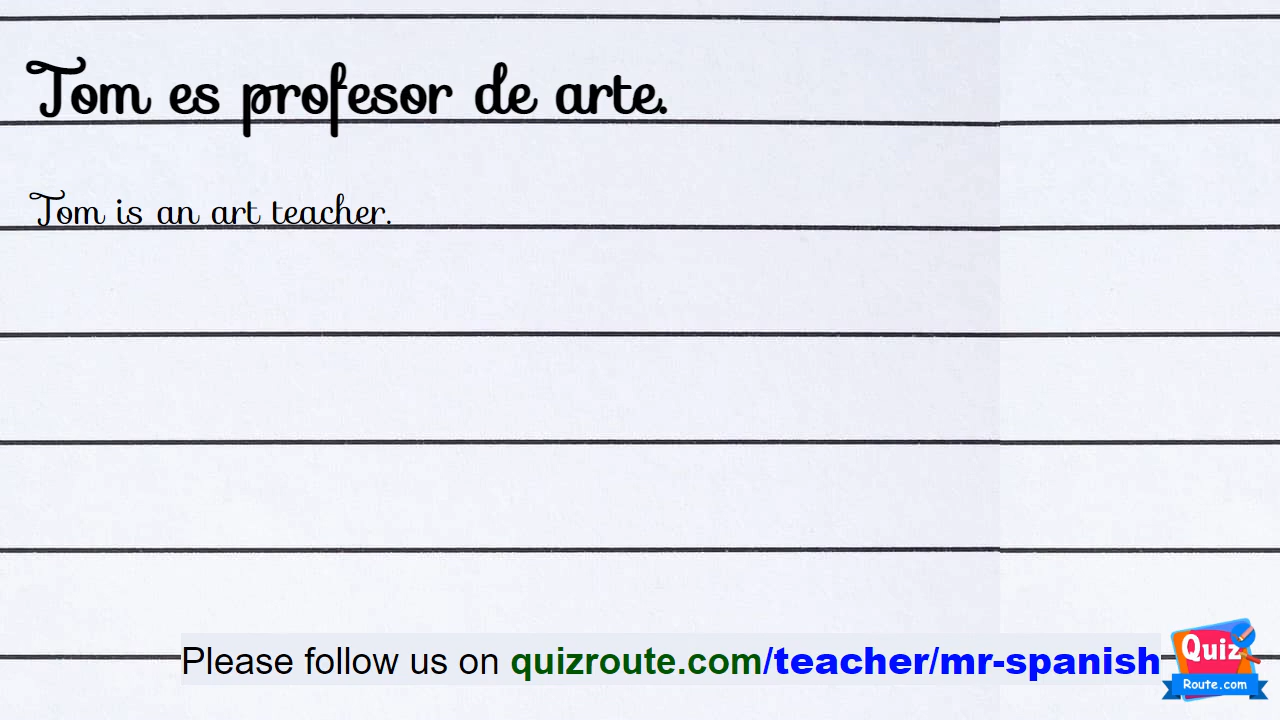 Tom es profesor de arte.
Tom is an art teacher.
Please follow us on quizroute.com/teacher/mr-spanish
Quiz
Route.com